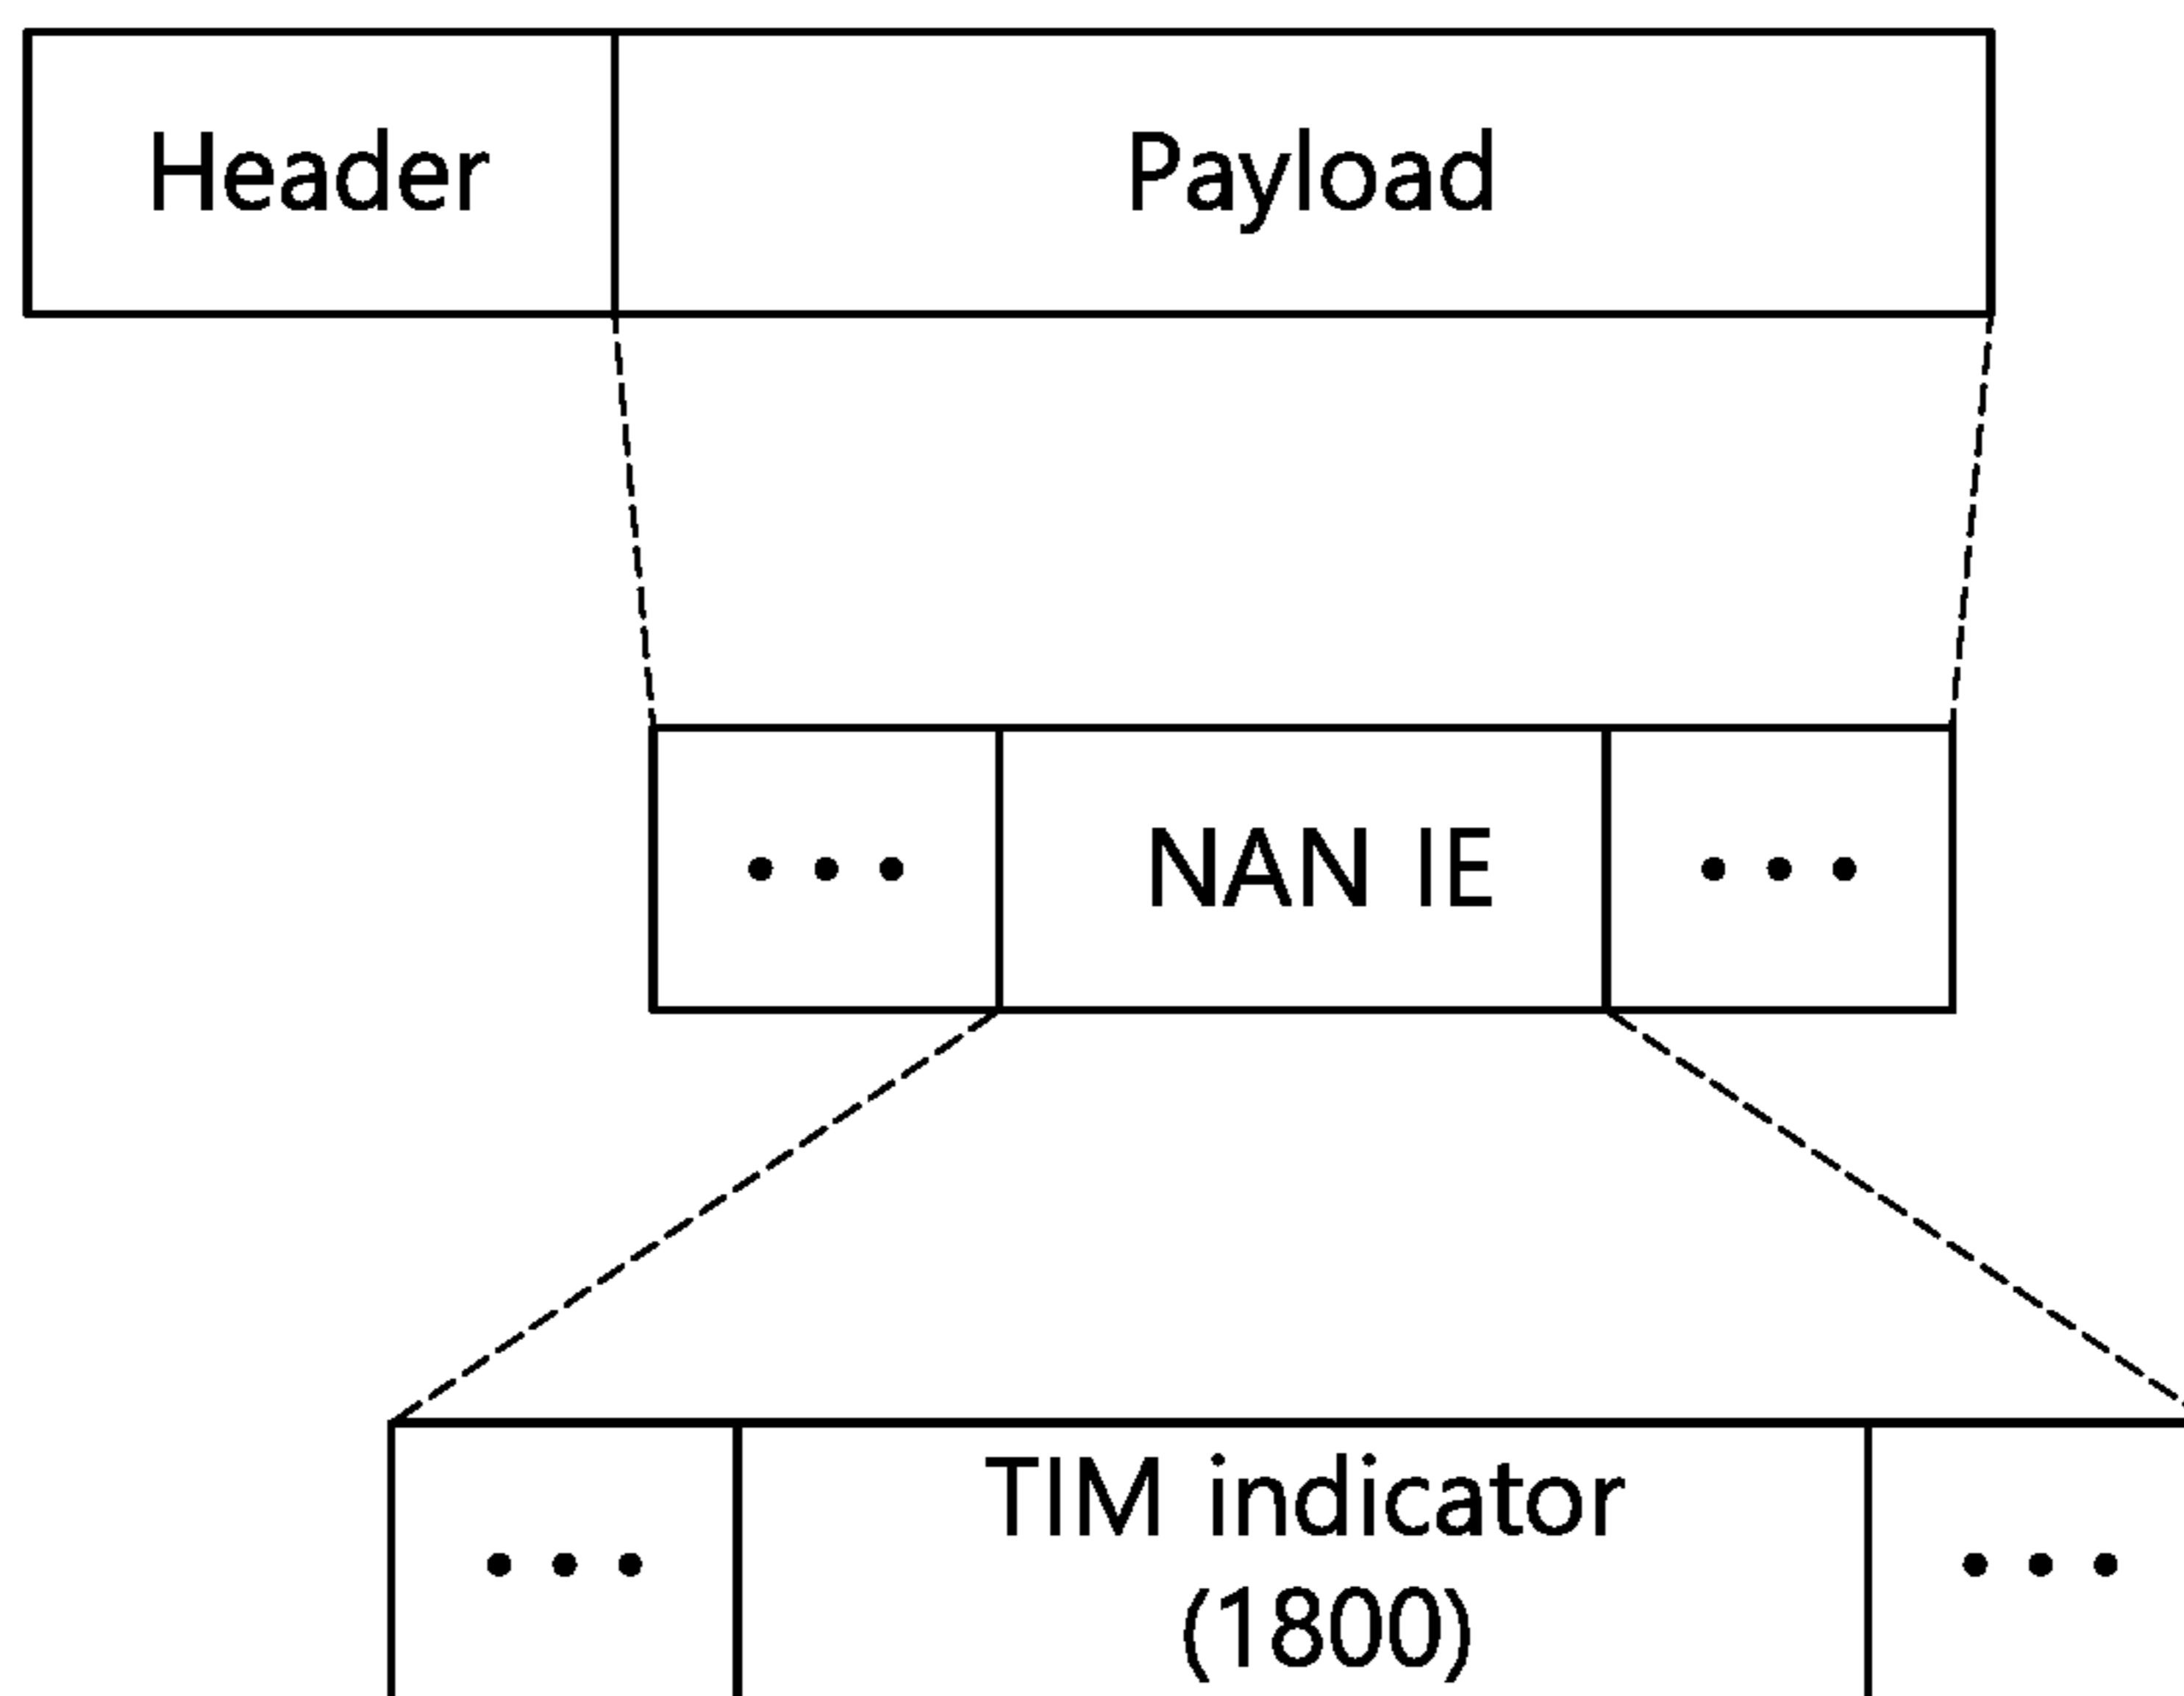 Header
Payload
• • •
NAN IE
• • •
• • •
TIM indicator
(1800)
• • •